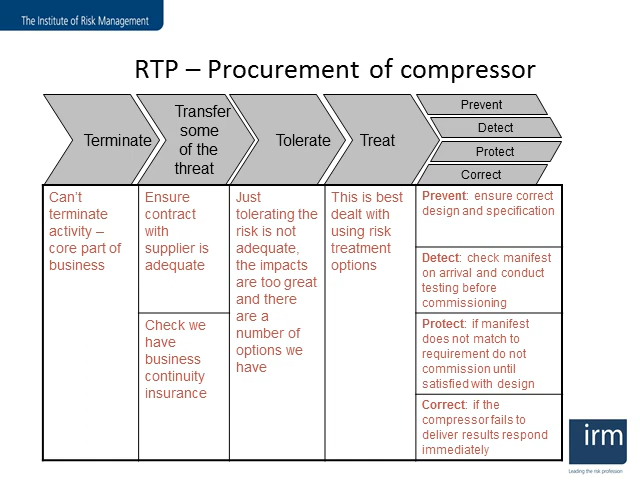 The Institute of Risk Management
RTP – Procurement of compressor
Terminate
Transfer
some
of the
threat
Tolerate
Treat
Prevent
Detect
Protect
Correct
Can’t
terminate
activity –
core part of
business
Ensure
contract
with
supplier is
adequate
Check we
have
business
continuity
insurance
Just
tolerating the
risk is not
adequate,
the impacts
are too great
and there
are a
number of
options we
have
This is best
dealt with
using risk
treatment
options
Prevent: ensure correct
design and specification
Detect: check manifest
on arrival and conduct
testing before
commissioning
Protect: if manifest
does not match to
requirement do not
commission until
satisfied with design
Correct: if the
compressor fails to
deliver results respond
immediately
irm
Leading the risk profession